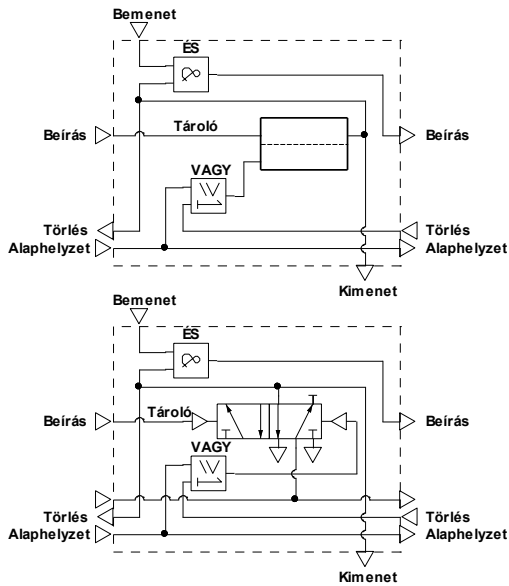 Bemenet
ÉS
Beírás
Tároló
Beírás
VAGY
Törlés
Törlés
Alaphelyzet
Alaphelyzet
Kimenet
Bemenet
ÉS
Beírás
Tároló
Beírás
VAGY
Törlés
Törlés
Alaphelyzet
Alaphelyzet
Kimenet